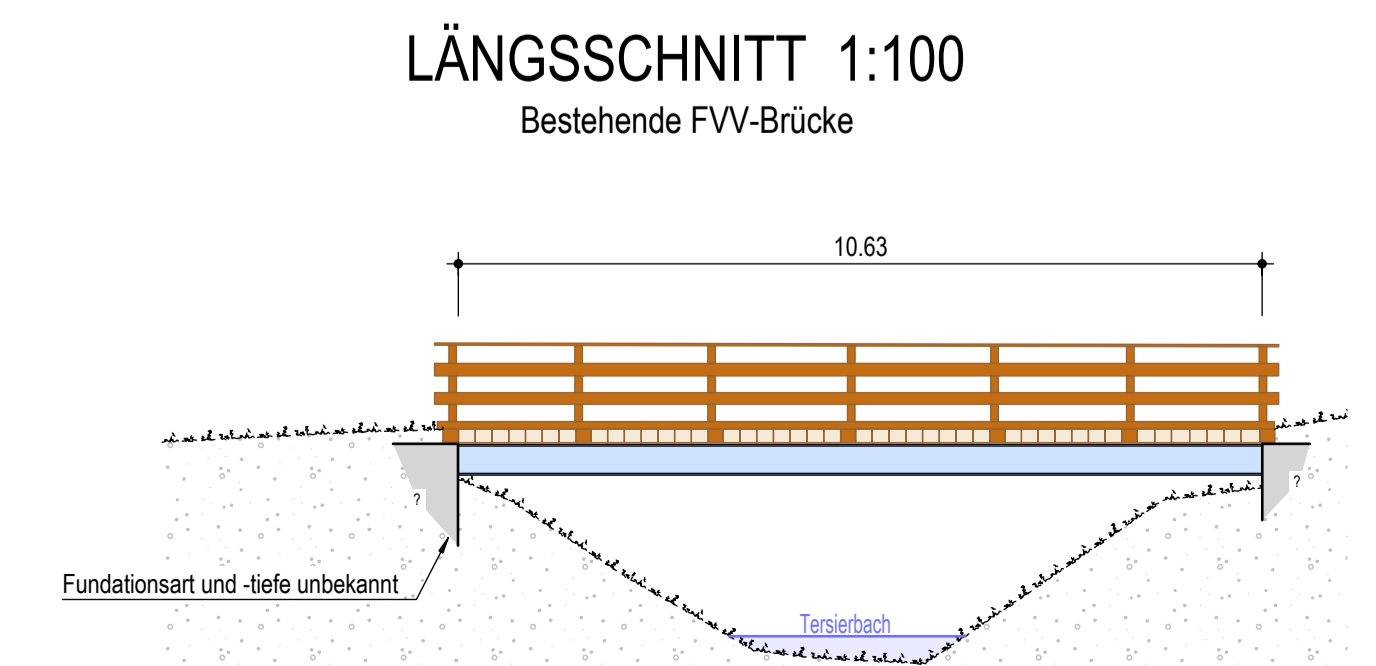 LÄNGSSCHNITT 1:100
Bestehende FVV-Brücke
10.63
?
?
Fundationsart und -tiefe unbekannt
Tersierbach